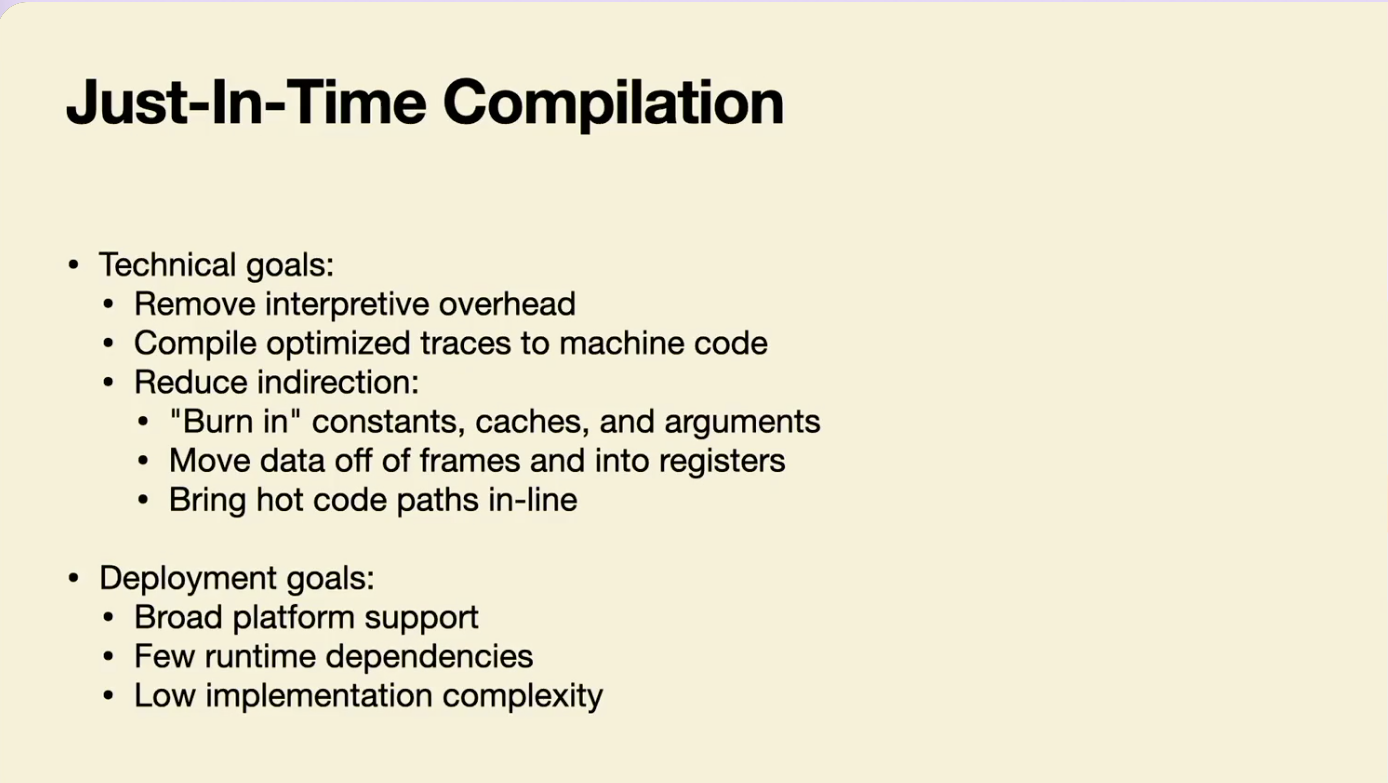 Just-In-Time Compilation
• Technical goals:
• Remove interpretive overhead
• Compile optimized traces to machine code
• Reduce indirection:
• "Burn in" constants, caches, and arguments
• Move data off of frames and into registers
• Bring hot code paths in-line
• Deployment goals:
• Broad platform support
• Few runtime dependencies
• Low implementation complexity